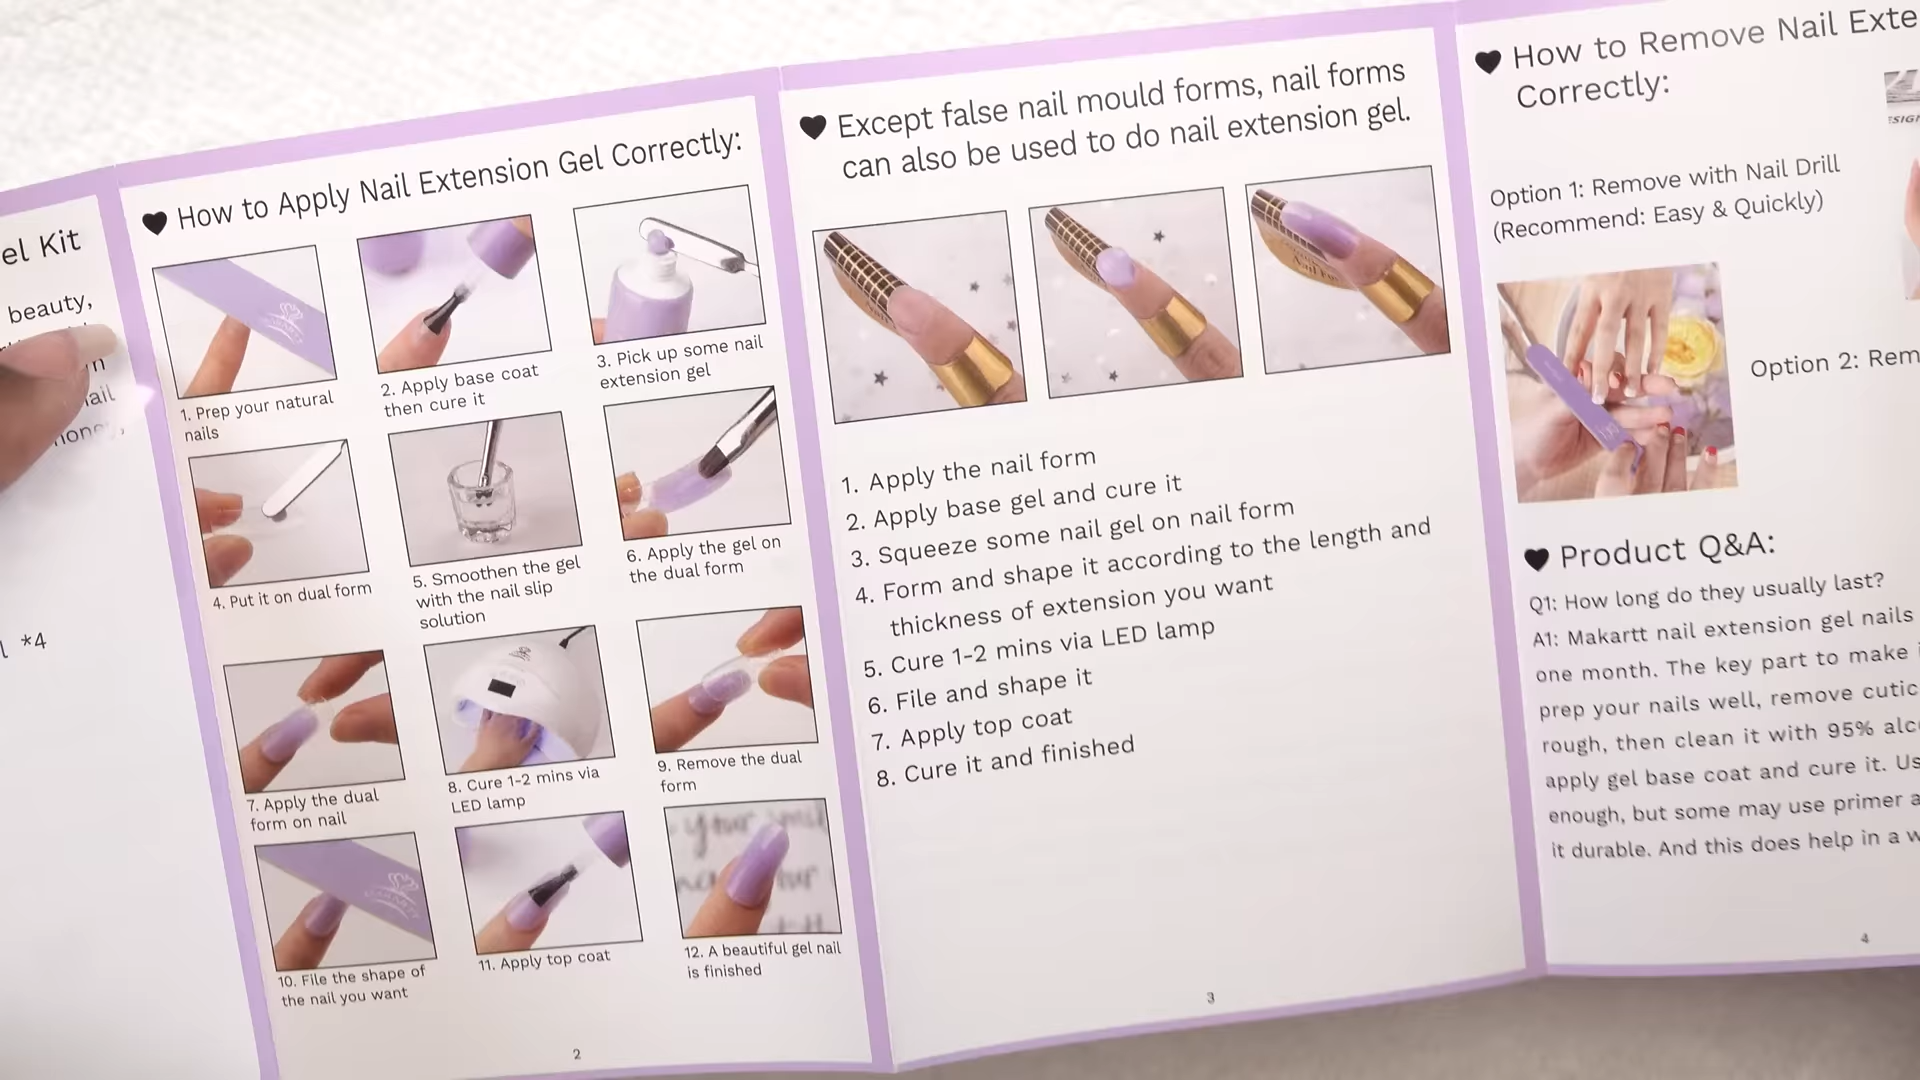 el Kit
beauty,
ail
l *4
How to Apply Nail Extension Gel Correctly:
1. Prep your natural
nails
2. Apply base coat
then cure it
3. Pick up some nail
extension gel
4. Put it on dual form
5. Smoothen the gel
with the nail slip
solution
6. Apply the gel on
the dual form
7. Apply the dual
form on nail
8. Cure 1-2 mins via
LED lamp
9. Remove the dual
form
10. File the shape of
the nail you want
11. Apply top coat
12. A beautiful gel nail
is finished
2
Except false nail mould forms, nail forms
can also be used to do nail extension gel.
1. Apply the nail form
2. Apply base gel and cure it
3. Squeeze some nail gel on nail form
4. Form and shape it according to the length and
thickness of extension you want
5. Cure 1-2 mins via LED lamp
6. File and shape it
7. Apply top coat
8. Cure it and finished
3
How to Remove Nail Exte
Correctly:
Option 1: Remove with Nail Drill
(Recommend: Easy & Quickly)
Option 2: Rem
Product Q&A:
Q1: How long do they usually last?
A1: Makartt nail extension gel nails
one month. The key part to make i
prep your nails well, remove cutic
rough, then clean it with 95% alc
apply gel base coat and cure it. Us
enough, but some may use primer a
it durable. And this does help in a w
4